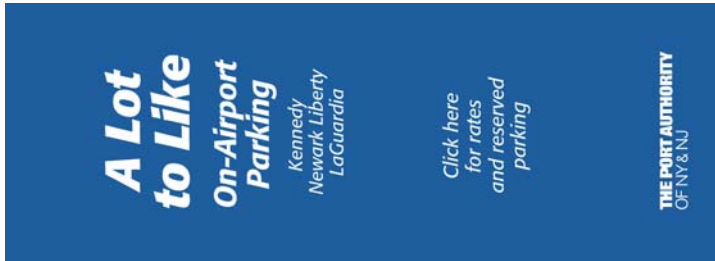 A Lot
to Like
On-Airport
Parking
Kennedy
Newark Liberty
LaGuardia
Click here
for rates
and reserved
parking
THE PORT AUTHORITY
OF NY & NJ